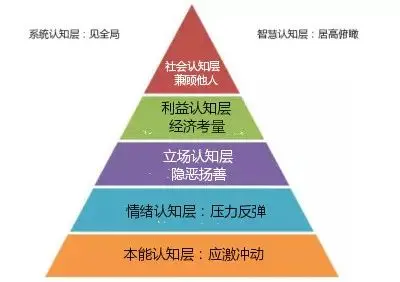 系统认知层：见全局
智慧认知层：居高俯瞰
社会认知层
兼顾他人
利益认知层
经济考量
立场认知层
隐恶扬善
情绪认知层：压力反弹
本能认知层：应激冲动